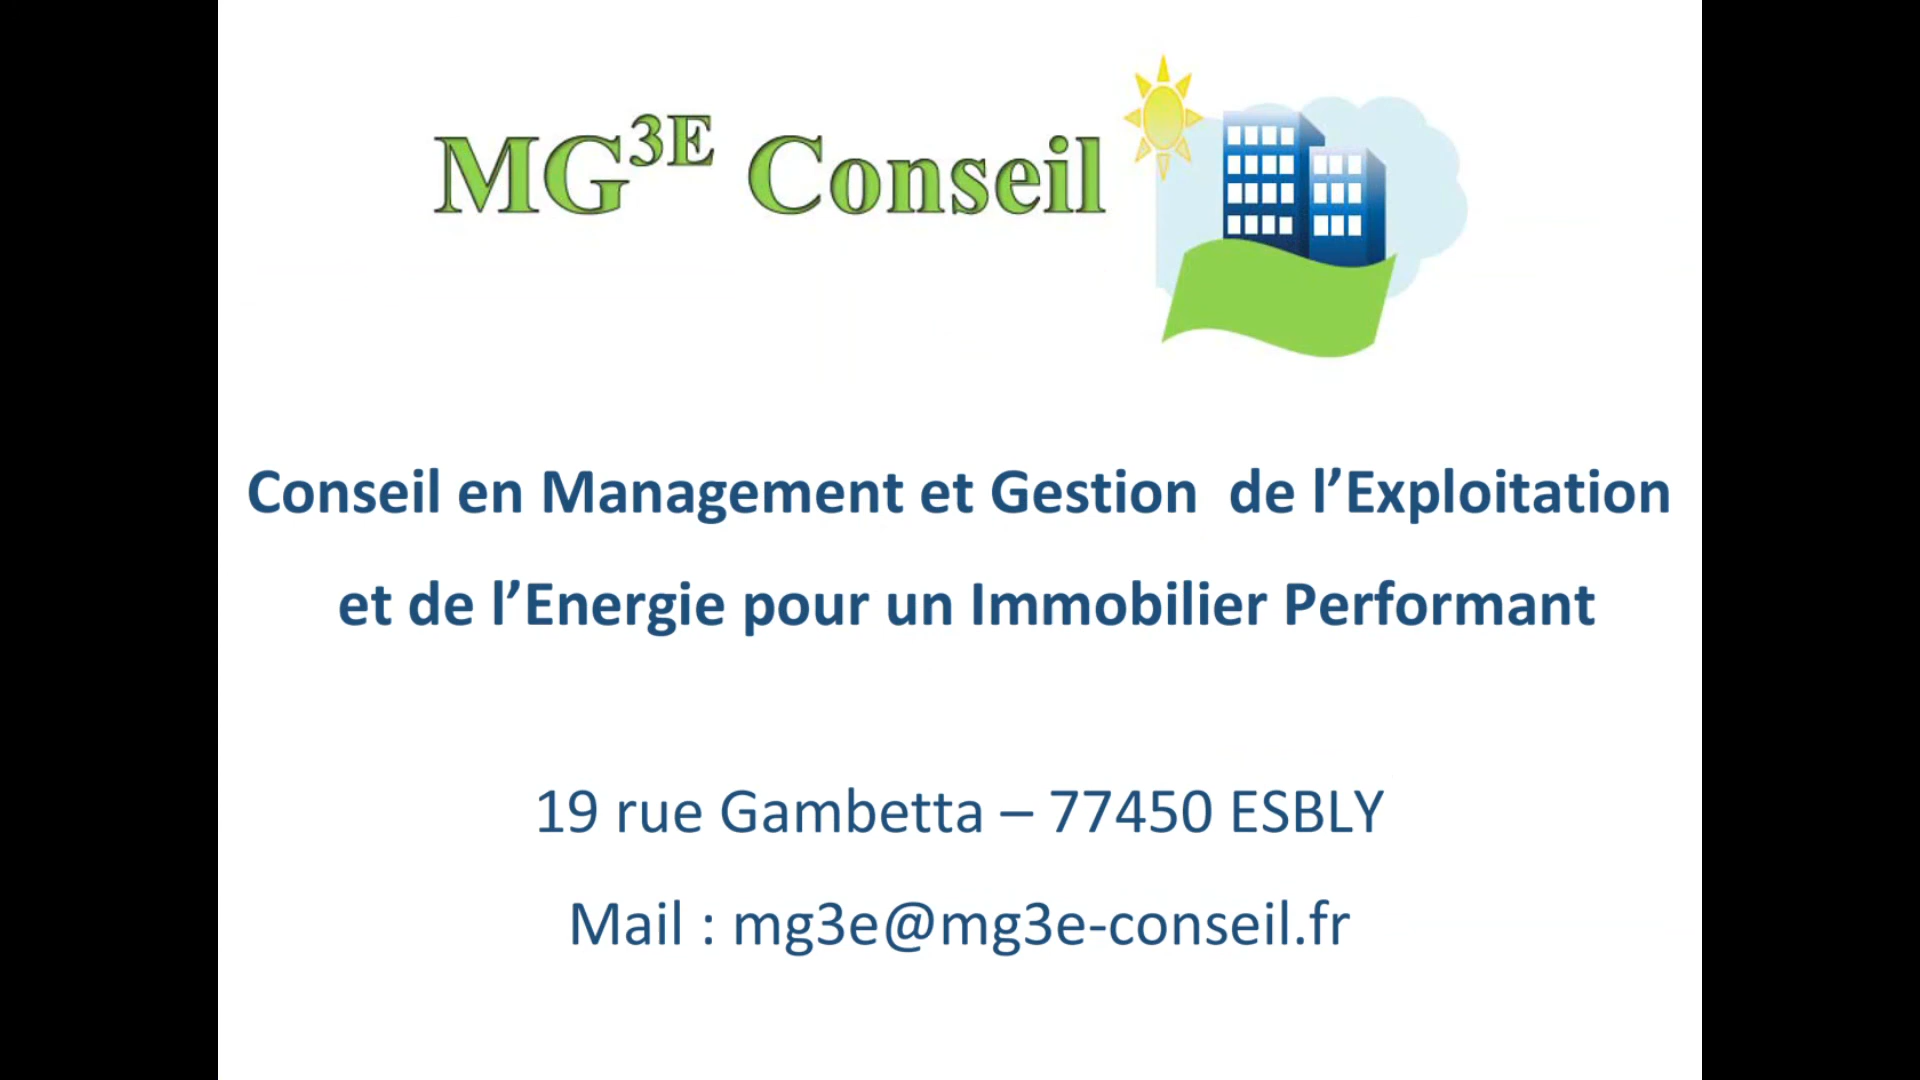 MG3E Conseil
Conseil en Management et Gestion  de l’Exploitation
et de l’Energie pour un Immobilier Performant
19 rue Gambetta – 77450 ESBLY
Mail : mg3e@mg3e-conseil.fr